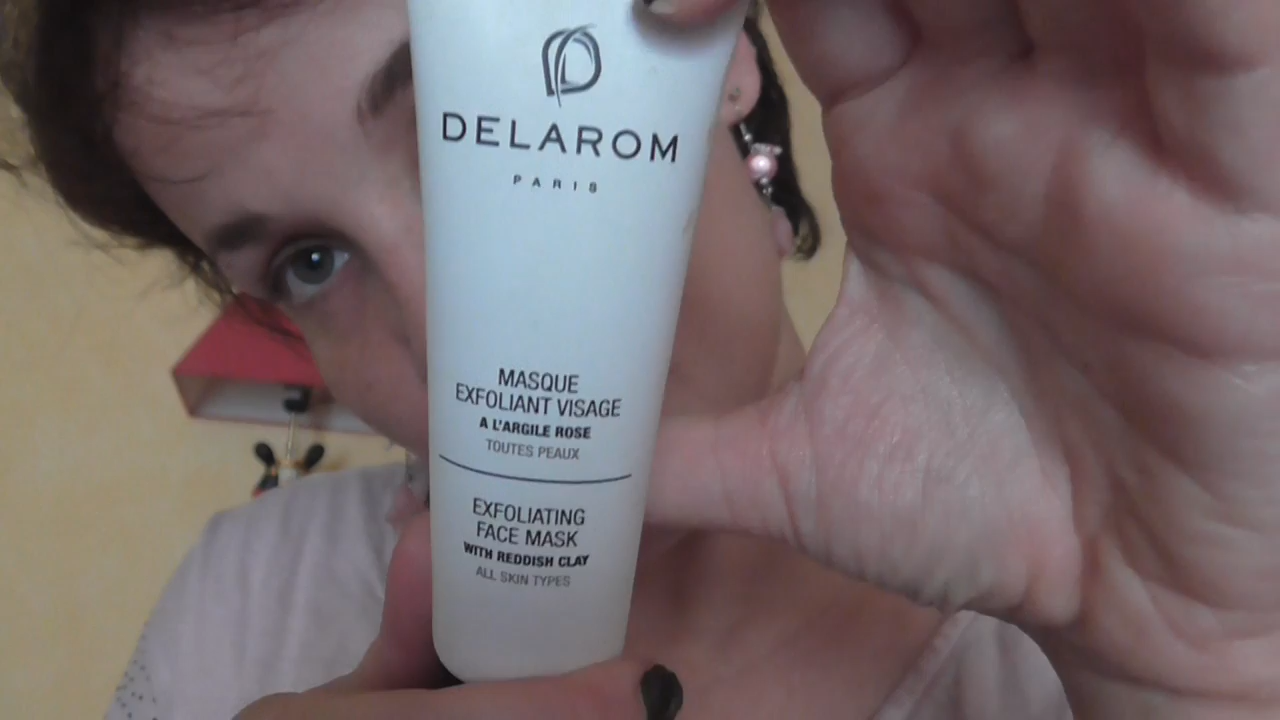 DELAROM
PARIS
MASQUE
EXFOLIANT VISAGE
A L'ARGILE ROSE
TOUTES PEAUX
EXFOLIATING
FACE MASK
WITH REDDISH CLAY
ALL SKIN TYPES